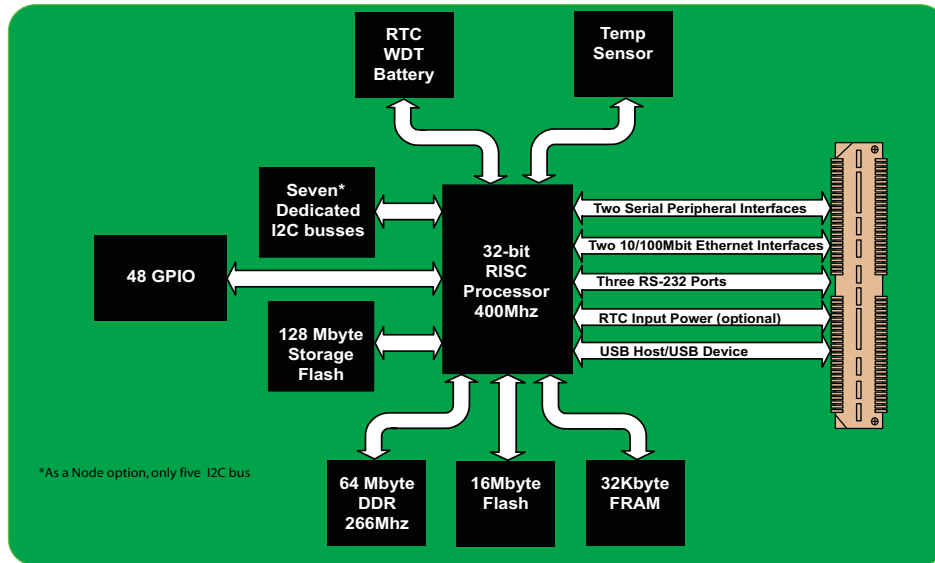 RTC
WDT
Battery
Temp
Sensor
Seven*
Dedicated
I2C busses
48 GPIO
128 Mbyte
Storage
Flash
32-bit
RISC
Processor
400Mhz
Two Serial Peripheral Interfaces
Two 10/100Mbit Ethernet Interfaces
Three RS-232 Ports
RTC Input Power (optional)
USB Host/USB Device
*As a Node option, only five I2C bus
64 Mbyte
DDR
266Mhz
16Mbyte
Flash
32Kbyte
FRAM